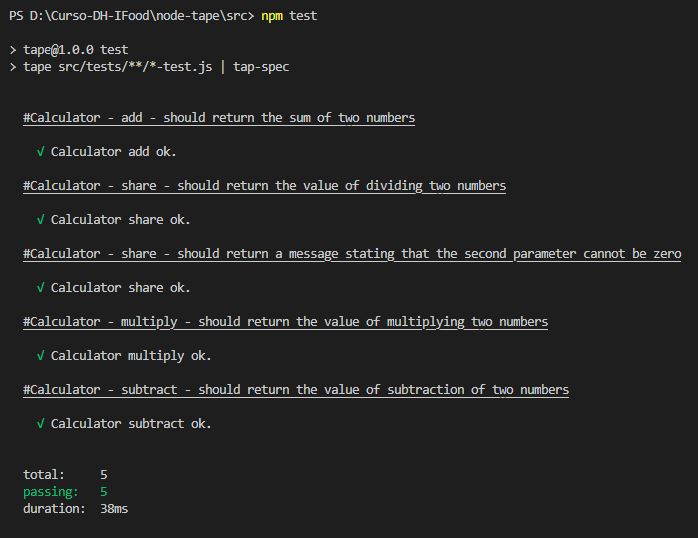 PS D:\Curso-DH-IFood\node-tape\src> npm test
> tape@1.0.0 test
> tape src/tests/**/*-test.js | tap-spec
#Calculator - add - should return the sum of two numbers
√ Calculator add ok.
#Calculator - share - should return the value of dividing two numbers
√ Calculator share ok.
#Calculator - share - should return a message stating that the second parameter cannot be zero
√ Calculator share ok.
#Calculator - multiply - should return the value of multiplying two numbers
√ Calculator multiply ok.
#Calculator - subtract - should return the value of subtraction of two numbers
√ Calculator subtract ok.
total: 5
passing: 5
duration: 38ms